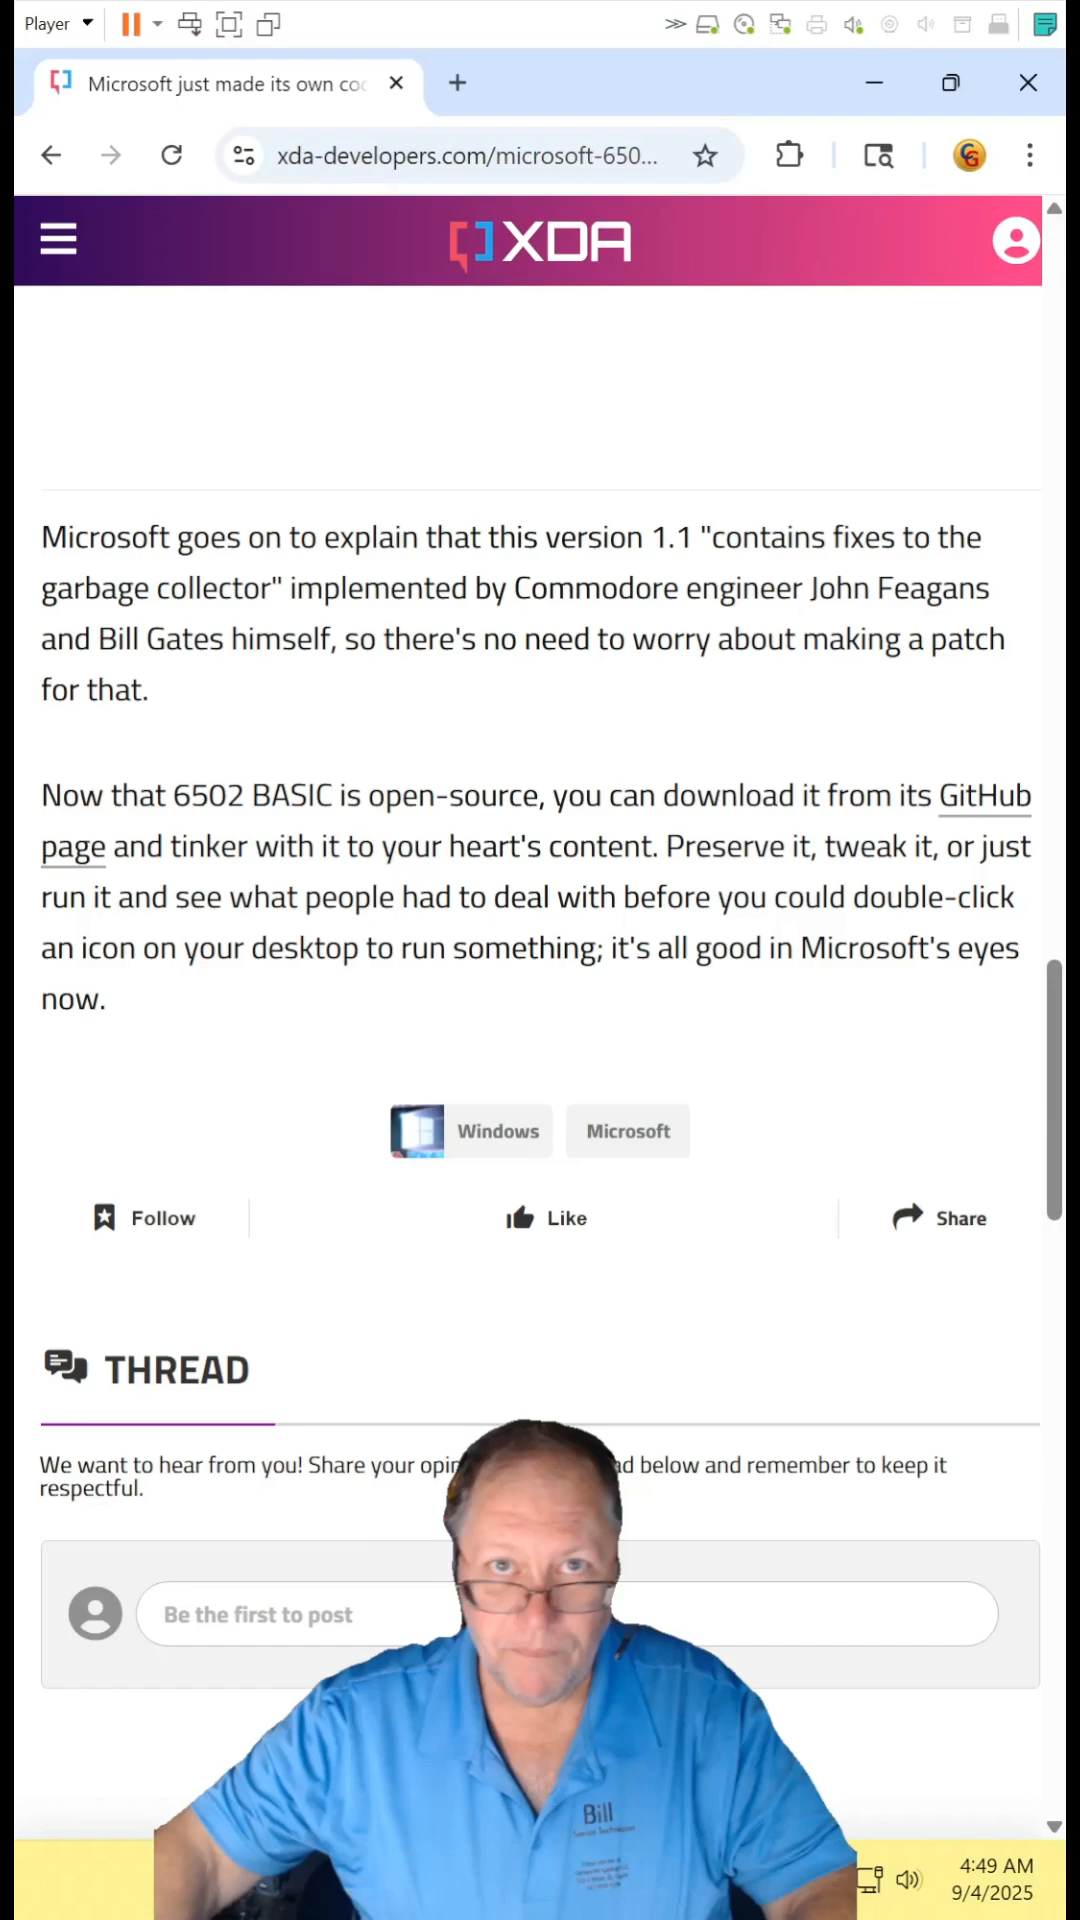 Player
Microsoft just made its own coc
xda-developers.com/microsoft-650...
XDA
Microsoft goes on to explain that this version 1.1 "contains fixes to the
garbage collector" implemented by Commodore engineer John Feagans
and Bill Gates himself, so there's no need to worry about making a patch
for that.
Now that 6502 BASIC is open-source, you can download it from its GitHub
page and tinker with it to your heart's content. Preserve it, tweak it, or just
run it and see what people had to deal with before you could double-click
an icon on your desktop to run something; it's all good in Microsoft's eyes
now.
Windows
Microsoft
Follow
Like
Share
THREAD
We want to hear from you! Share your opin ad below and remember to keep it
respectful.
Be the first to post
Bill
Senior Technician
4:49 AM
9/4/2025